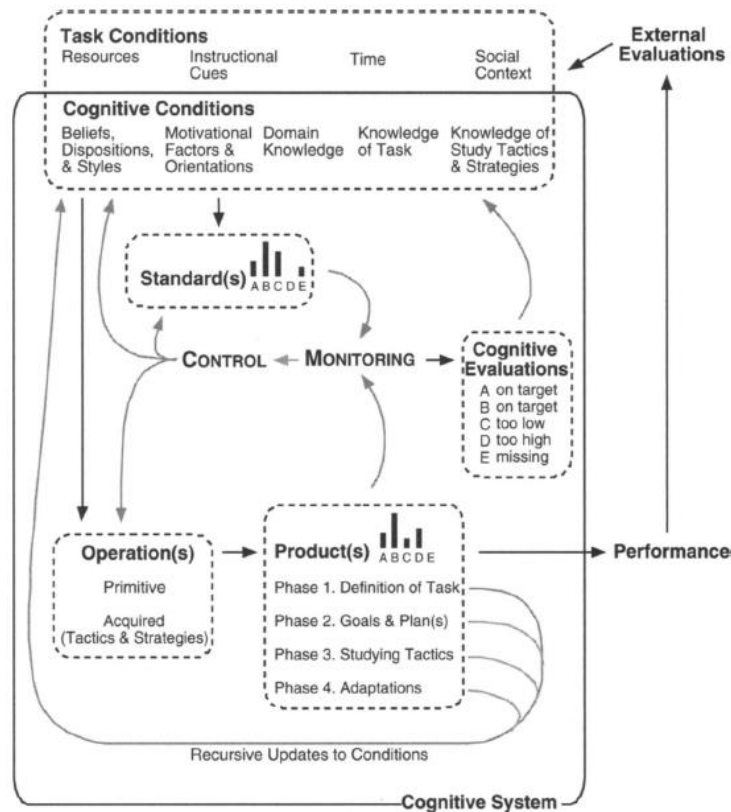 Task Conditions
Resources
Instructional
Cues
Time
Social
Context
External
Evaluations
Cognitive Conditions
Beliefs,
Dispositions,
& Styles
Motivational
Factors &
Orientations
Domain
Knowledge
Knowledge
of Task
Knowledge of
Study Tactics
& Strategies
Standard(s)
A B C D E
CONTROL
MONITORING
Cognitive
Evaluations
A on target
B on target
C too low
D too high
E missing
Operation(s)
Primitive
Acquired
(Tactics & Strategies)
Product(s)
A B C D E
Phase 1. Definition of Task
Phase 2. Goals & Plan(s)
Phase 3. Studying Tactics
Phase 4. Adaptations
Performance
Recursive Updates to Conditions
Cognitive System